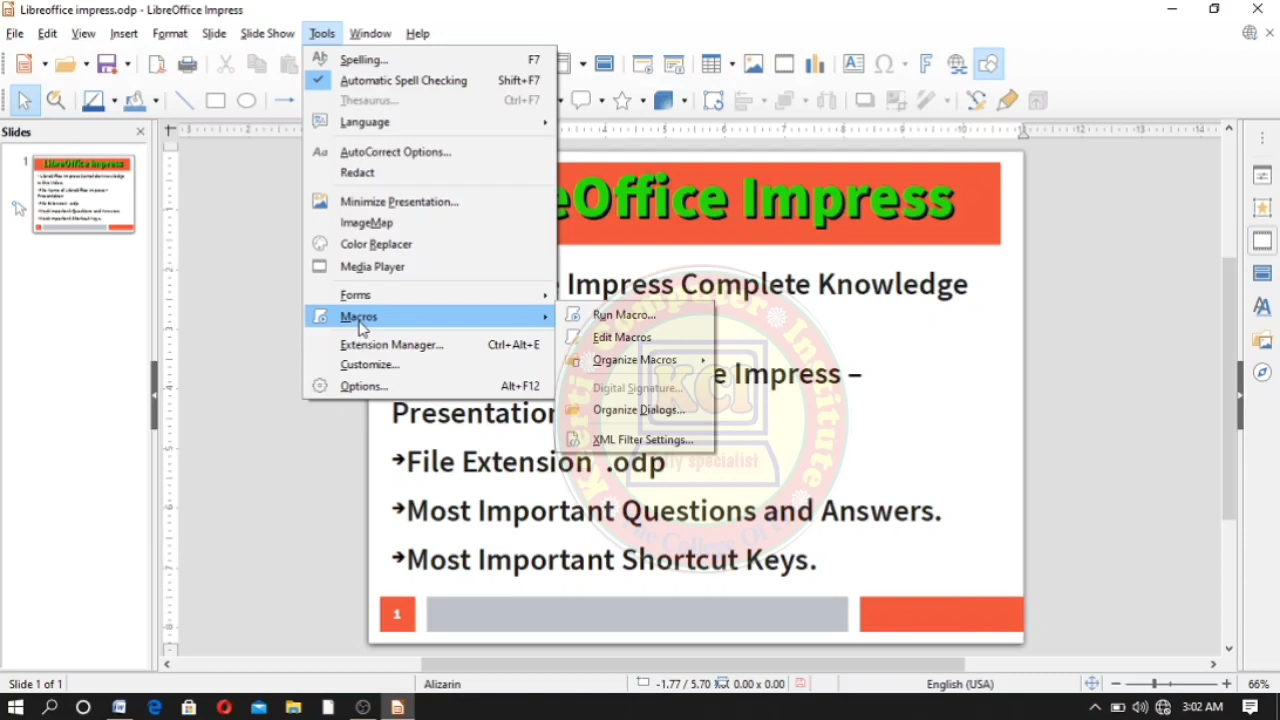 Libreoffice impress.odp - LibreOffice Impress
File Edit View Insert Format Slide Slide Show Tools Window Help
Spelling... F7
Automatic Spell Checking Shift+F7
Thesaurus... Ctrl+F7
Language
AutoCorrect Options...
Redact
Minimize Presentation...
ImageMap
Color Replacer
Media Player
Forms
Macros
Extension Manager... Ctrl+Alt+E
Customize...
Options... Alt+F12
Run Macro...
Edit Macros
Organize Macros
Digital Signature...
Organize Dialogs...
XML Filter Settings...
Slides
1
LibreOffice Impress
eOffice Impress
Impress Complete Knowledge
e Impress –
Presentation
➔File Extension .odp
➔Most Important Questions and Answers.
➔Most Important Shortcut Keys.
1
KCI
Slide 1 of 1
Alizarin
-1.77 / 5.70
0.00 x 0.00
English (USA)
66%
3:02 AM